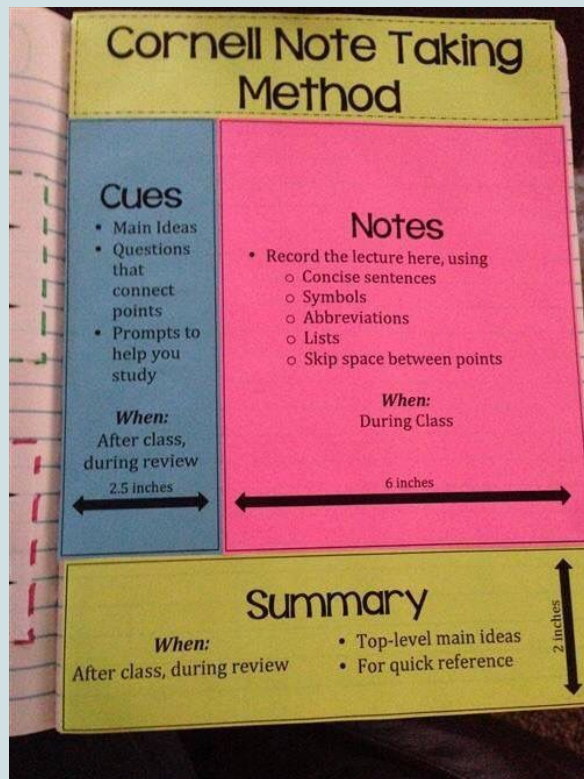 Cornell Note Taking
Method
Cues
• Main Ideas
• Questions
that
connect
points
• Prompts to
help you
study
When:
After class,
during review
2.5 inches
Notes
• Record the lecture here, using
o Concise sentences
o Symbols
o Abbreviations
o Lists
o Skip space between points
When:
During Class
6 inches
Summary
When:
After class, during review
• Top-level main ideas
• For quick reference
2 inches